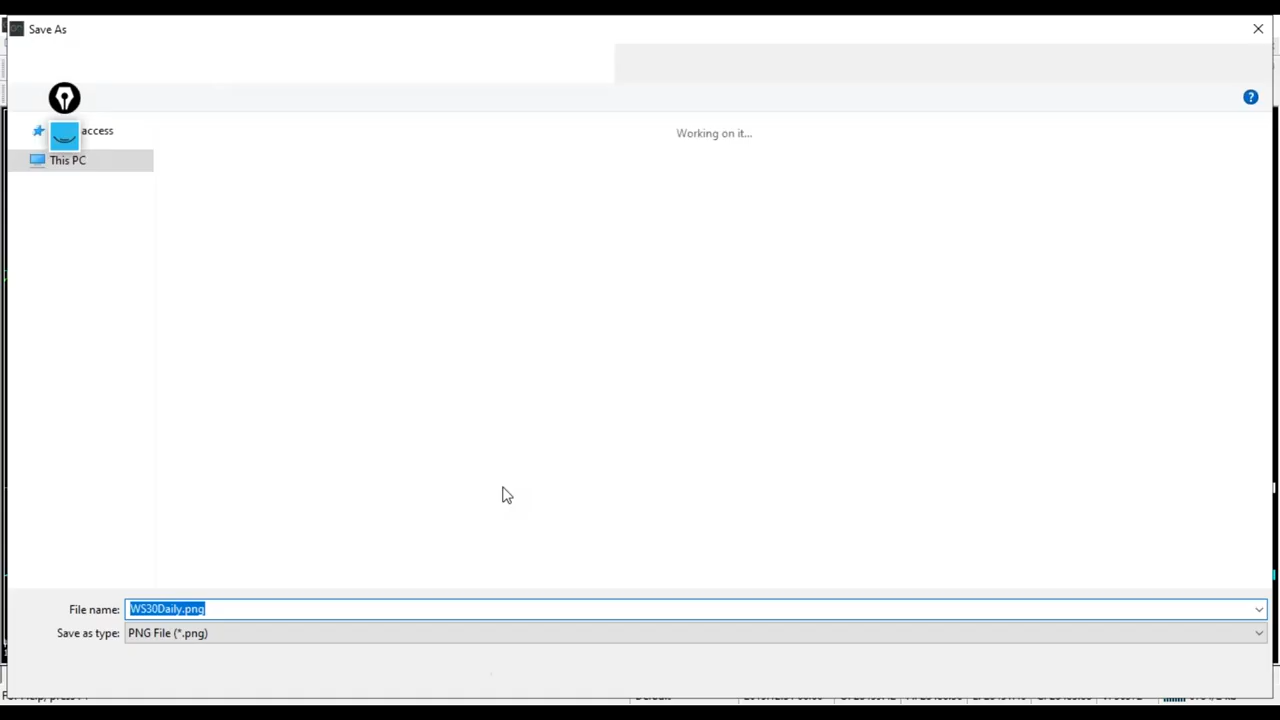 Save As
access
This PC
Working on it...
File name: WS30Daily.png
Save as type: PNG File (*.png)